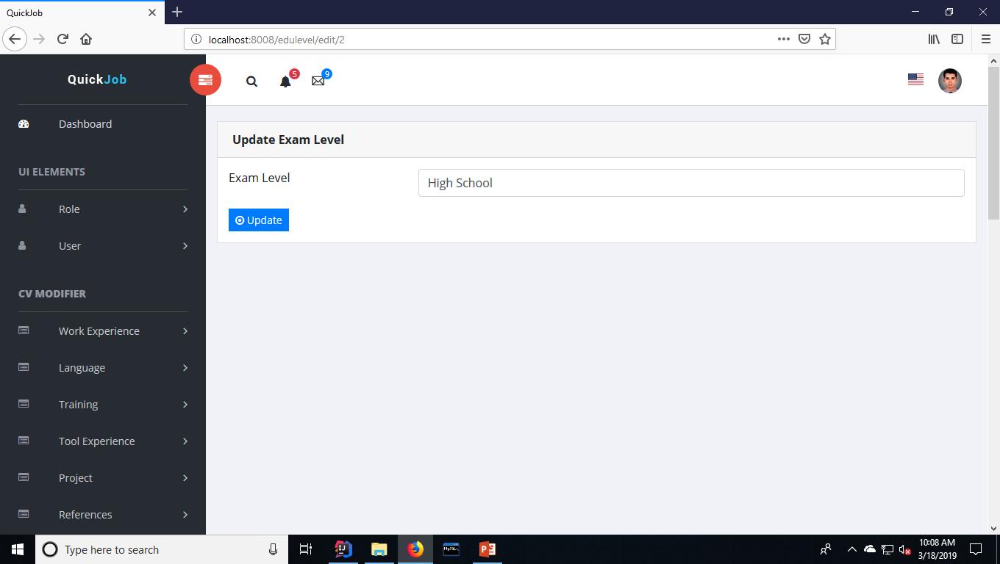 QuickJob
localhost:8008/edulevel/edit/2
QuickJob
5
9
Dashboard
UI ELEMENTS
Role
User
CV MODIFIER
Work Experience
Language
Training
Tool Experience
Project
References
Update Exam Level
Exam Level
High School
Update
Type here to search
IJ
MySQL
P
10:08 AM
3/18/2019